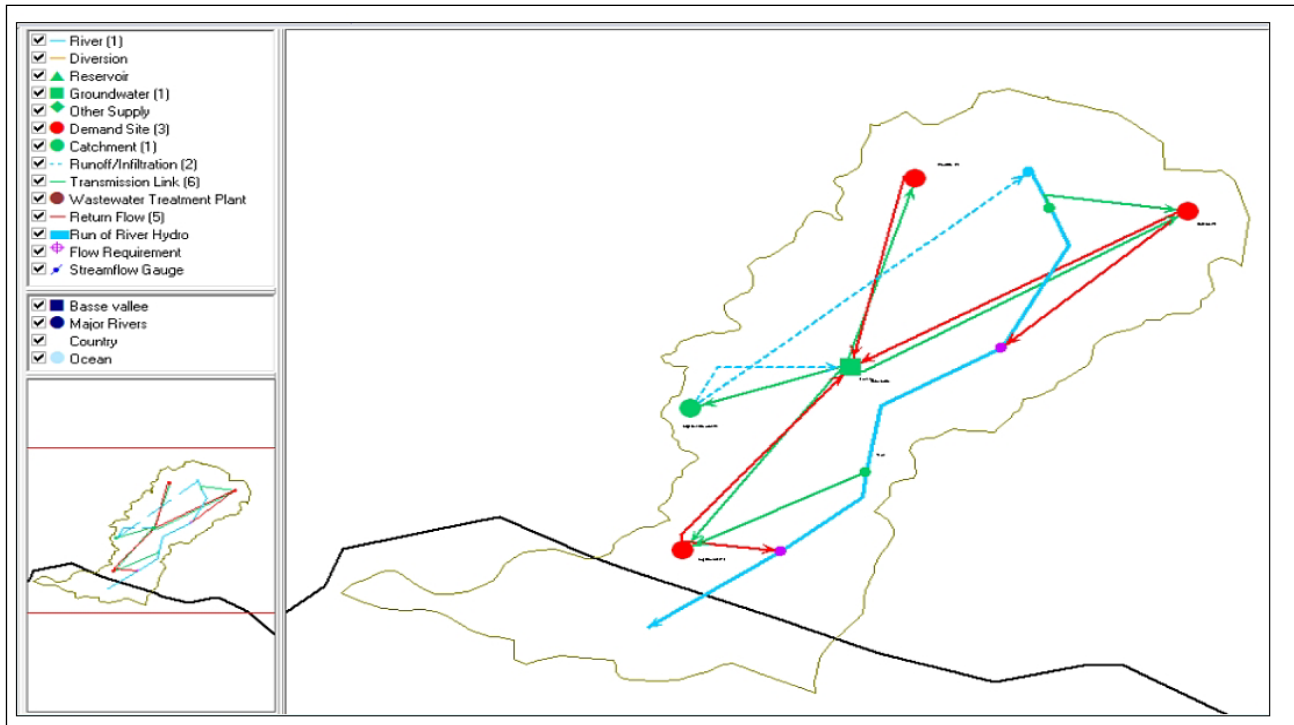 River (1)
Diversion
Reservoir
Groundwater (1)
Other Supply
Demand Site (3)
Catchment (1)
Runoff/Infiltration (2)
Transmission Link (6)
Wastewater Treatment Plant
Return Flow (5)
Run of River Hydro
Flow Requirement
Streamflow Gauge
Basse vallee
Major Rivers
Country
Ocean